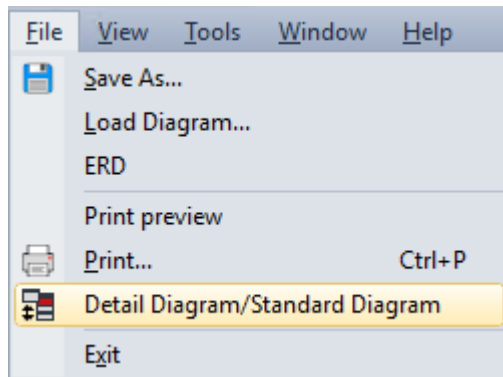 File View Tools Window Help
Save As...
Load Diagram...
ERD
Print preview
Print... Ctrl+P
Detail Diagram/Standard Diagram
Exit